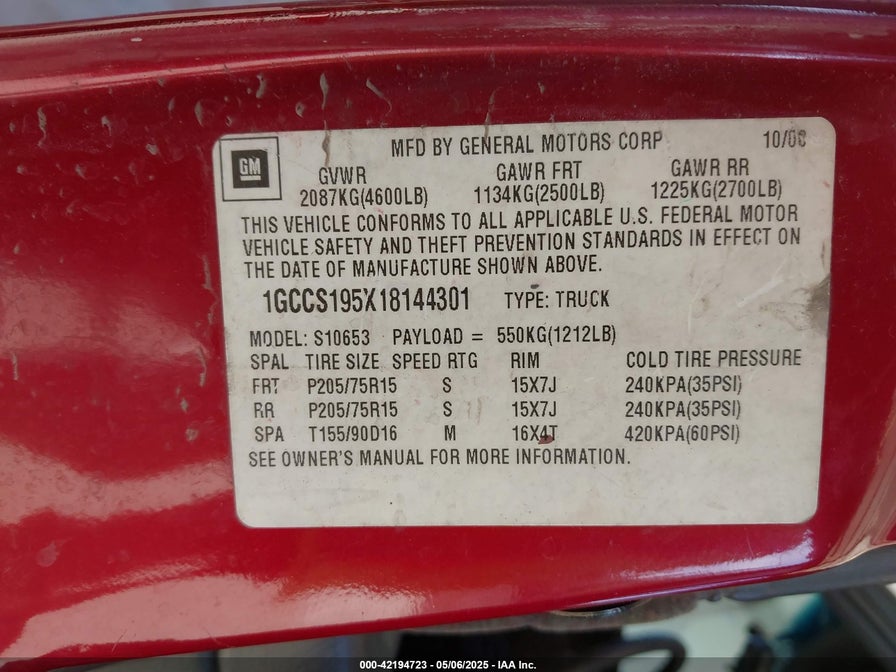 MFD BY GENERAL MOTORS CORP 10/00
GM
GVWR GAWR FRT GAWR RR
2087KG(4600LB) 1134KG(2500LB) 1225KG(2700LB)
THIS VEHICLE CONFORMS TO ALL APPLICABLE U.S. FEDERAL MOTOR
VEHICLE SAFETY AND THEFT PREVENTION STANDARDS IN EFFECT ON
THE DATE OF MANUFACTURE SHOWN ABOVE.
1GCCS195X18144301 TYPE: TRUCK
MODEL: S10653 PAYLOAD = 550KG(1212LB)
SPAL TIRE SIZE SPEED RTG RIM COLD TIRE PRESSURE
FRT P205/75R15 S 15X7J 240KPA(35PSI)
RR P205/75R15 S 15X7J 240KPA(35PSI)
SPA T155/90D16 M 16X4T 420KPA(60PSI)
SEE OWNER'S MANUAL FOR MORE INFORMATION.
000-42194723 - 05/06/2025 - IAA Inc.